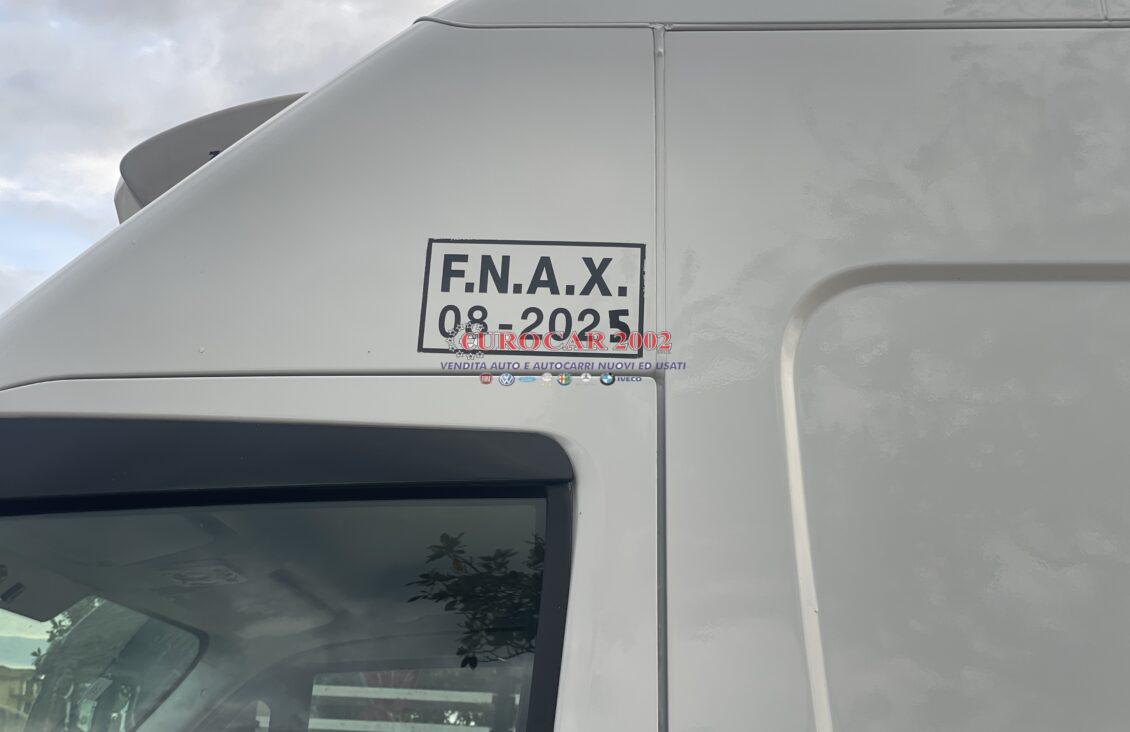 F.N.A.X.
08-2025
EUROCAR 2002
VENDITA AUTO E AUTOCARRI NUOVI ED USATI
IVECO